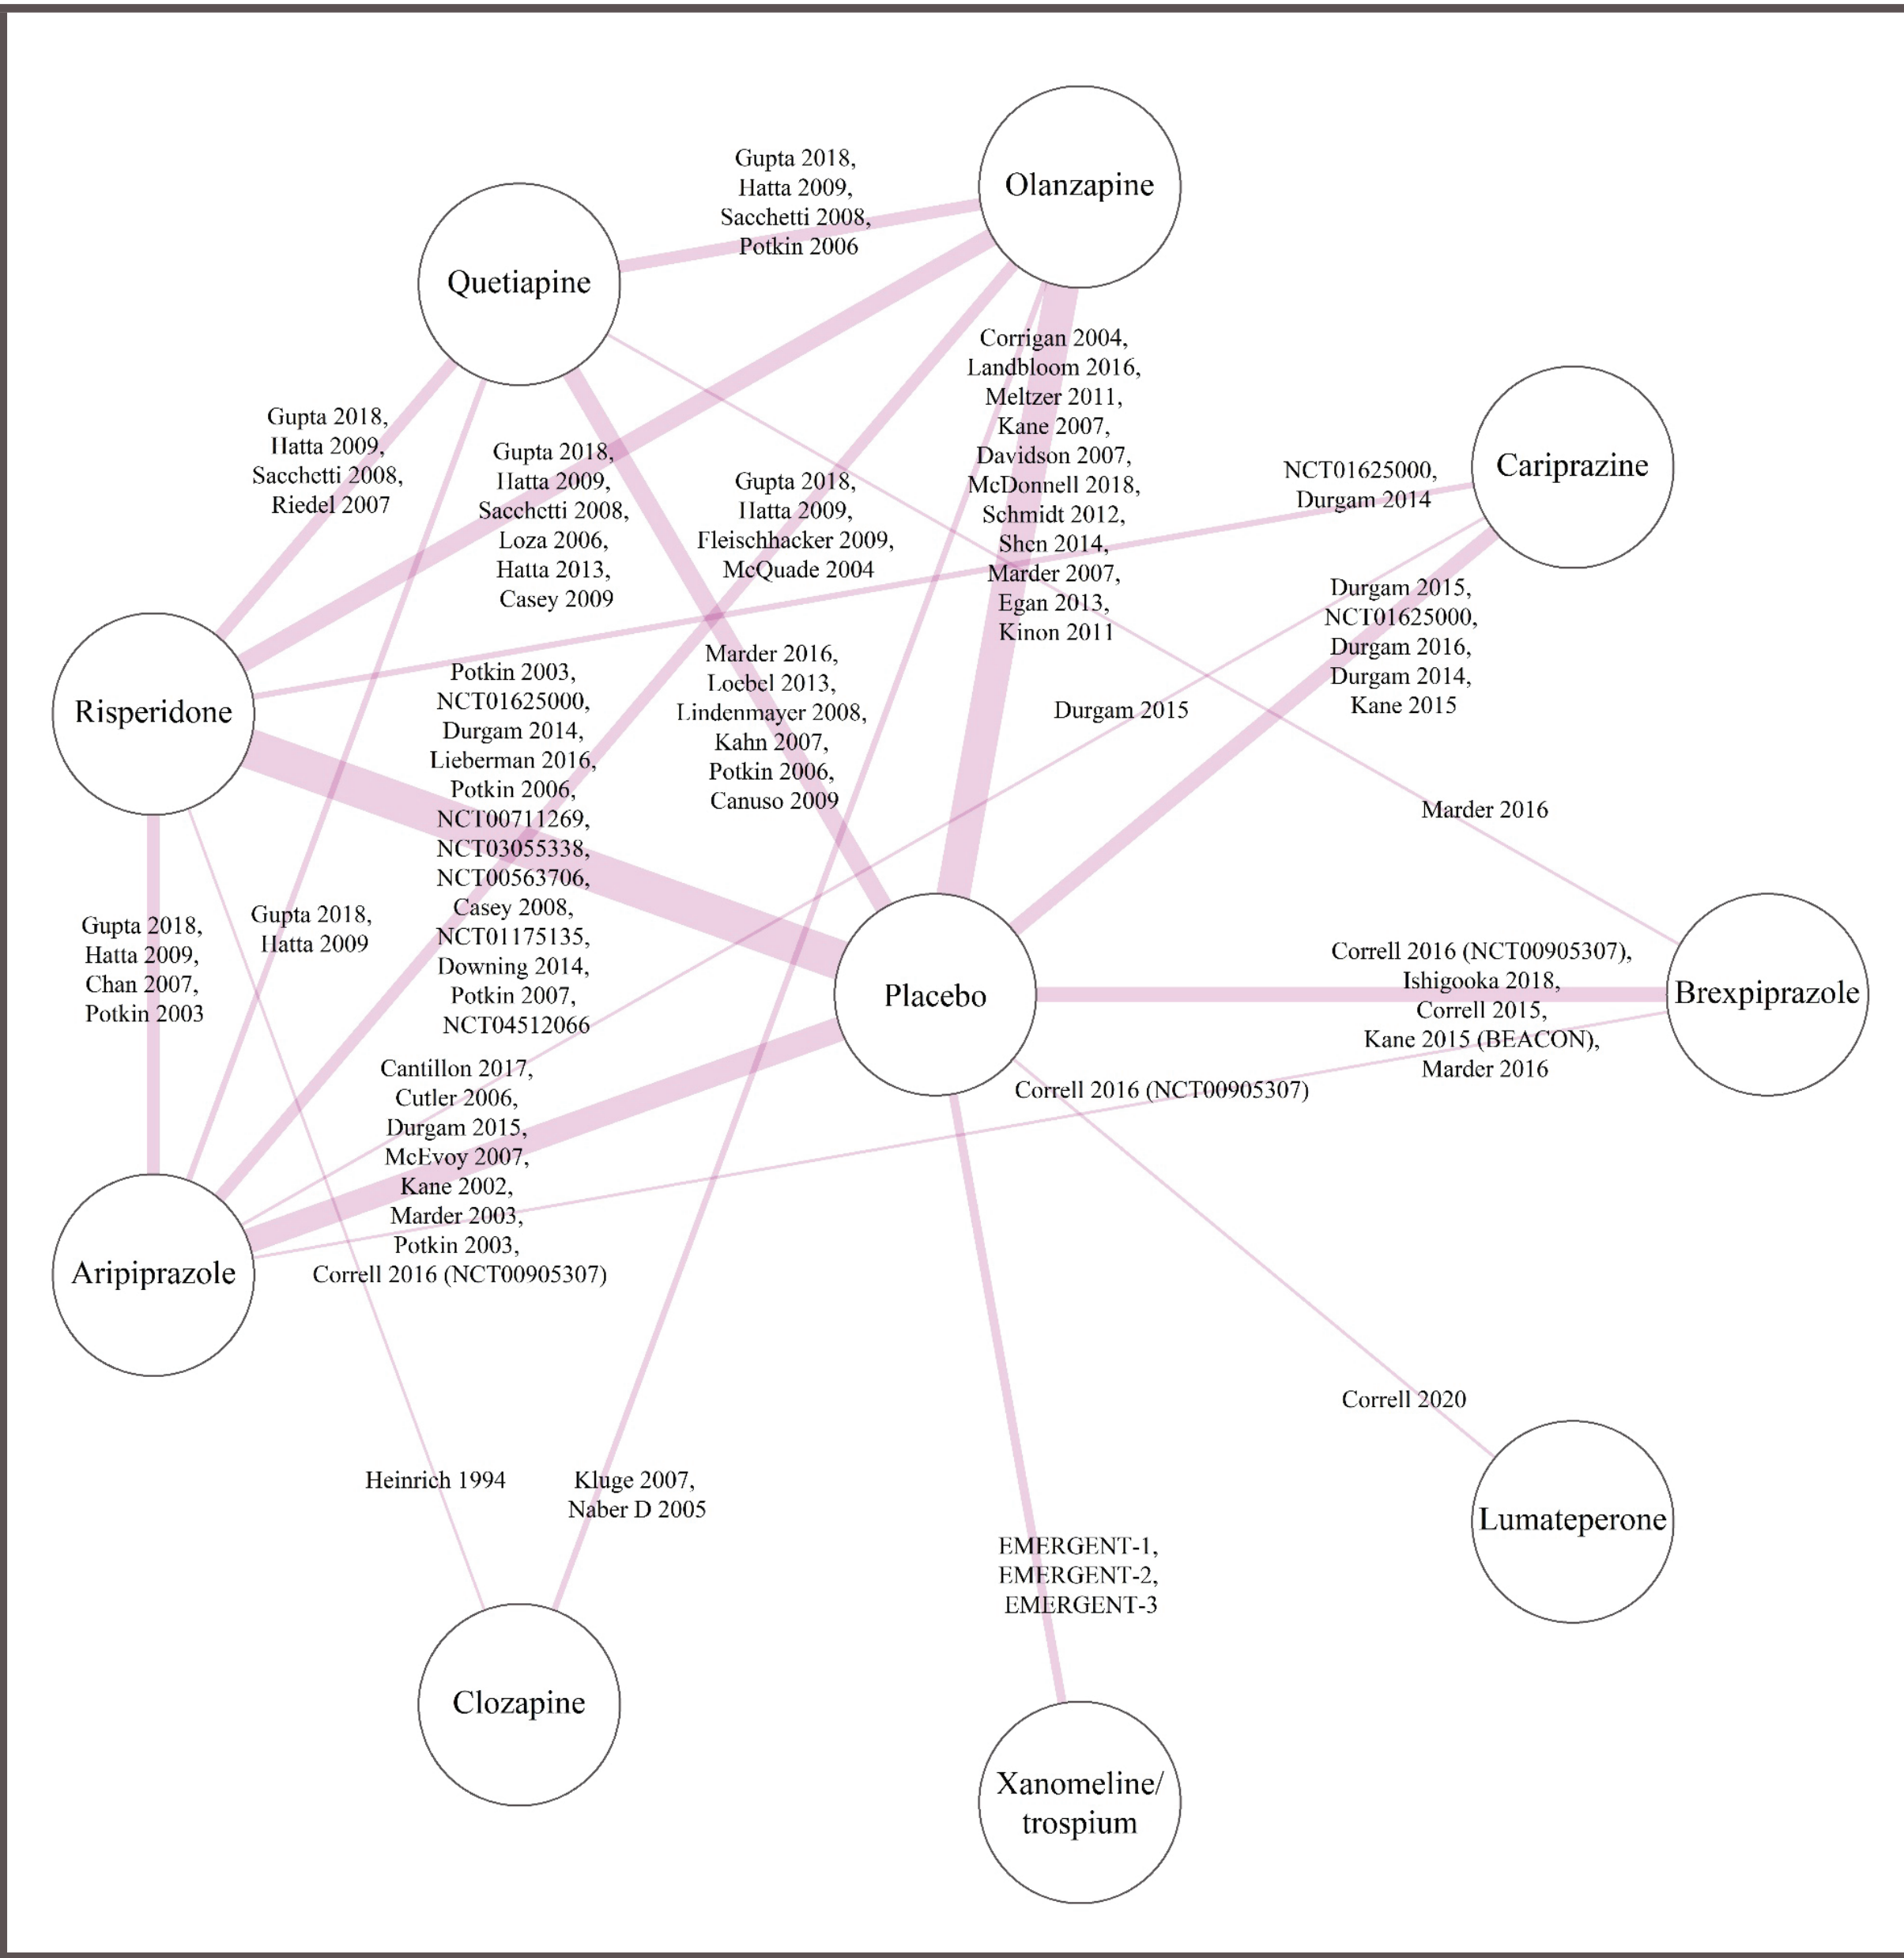 Gupta 2018,
Hatta 2009,
Sacchetti 2008,
Potkin 2006
Olanzapine
Quetiapine
Corrigan 2004,
Landbloom 2016,
Meltzer 2011,
Kane 2007,
Davidson 2007,
McDonnell 2018,
Schmidt 2012,
Shen 2014,
Marder 2007,
Egan 2013,
Kinon 2011
Gupta 2018,
Hatta 2009,
Sacchetti 2008,
Riedel 2007
Gupta 2018,
Hatta 2009,
Sacchetti 2008,
Loza 2006,
Hatta 2013,
Casey 2009
Gupta 2018,
Hatta 2009,
Fleischhacker 2009,
McQuade 2004
NCT01625000,
Durgam 2014
Cariprazine
Durgam 2015,
NCT01625000,
Durgam 2016,
Durgam 2014,
Kane 2015
Risperidone
Potkin 2003,
NCT01625000,
Durgam 2014,
Lieberman 2016,
Potkin 2006,
NCT00711269,
NCT03055338,
NCT00563706,
Casey 2008,
NCT01175135,
Downing 2014,
Potkin 2007,
NCT04512066
Marder 2016,
Loebel 2013,
Lindenmayer 2008,
Kahn 2007,
Potkin 2006,
Canuso 2009
Durgam 2015
Marder 2016
Gupta 2018,
Hatta 2009,
Chan 2007,
Potkin 2003
Gupta 2018,
Hatta 2009
Placebo
Correll 2016 (NCT00905307),
Ishigooka 2018,
Correll 2015,
Kane 2015 (BEACON),
Marder 2016
Brexpiprazole
Correll 2016 (NCT00905307)
Cantillon 2017,
Cutler 2006,
Durgam 2015,
McEvoy 2007,
Kane 2002,
Marder 2003,
Potkin 2003,
Correll 2016 (NCT00905307)
Aripiprazole
Correll 2020
Heinrich 1994
Kluge 2007,
Naber D 2005
Lumateperone
EMERGENT-1,
EMERGENT-2,
EMERGENT-3
Clozapine
Xanomeline/
trospium